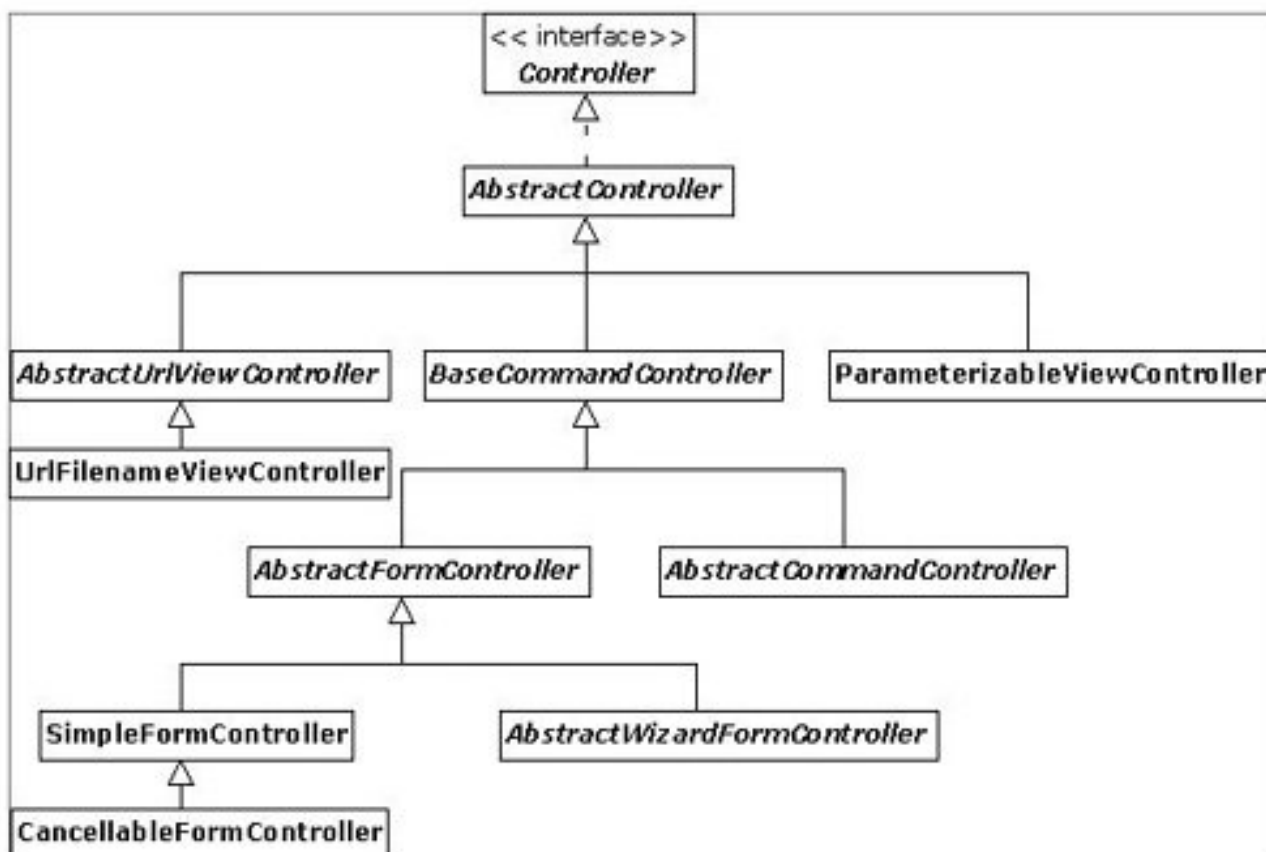 << interface>>
Controller
AbstractController
AbstractUrlViewController
BaseCommandController
ParameterizableViewController
UrlFilenameViewController
AbstractFormController
AbstractCommandController
SimpleFormController
AbstractWizardFormController
CancellableFormController